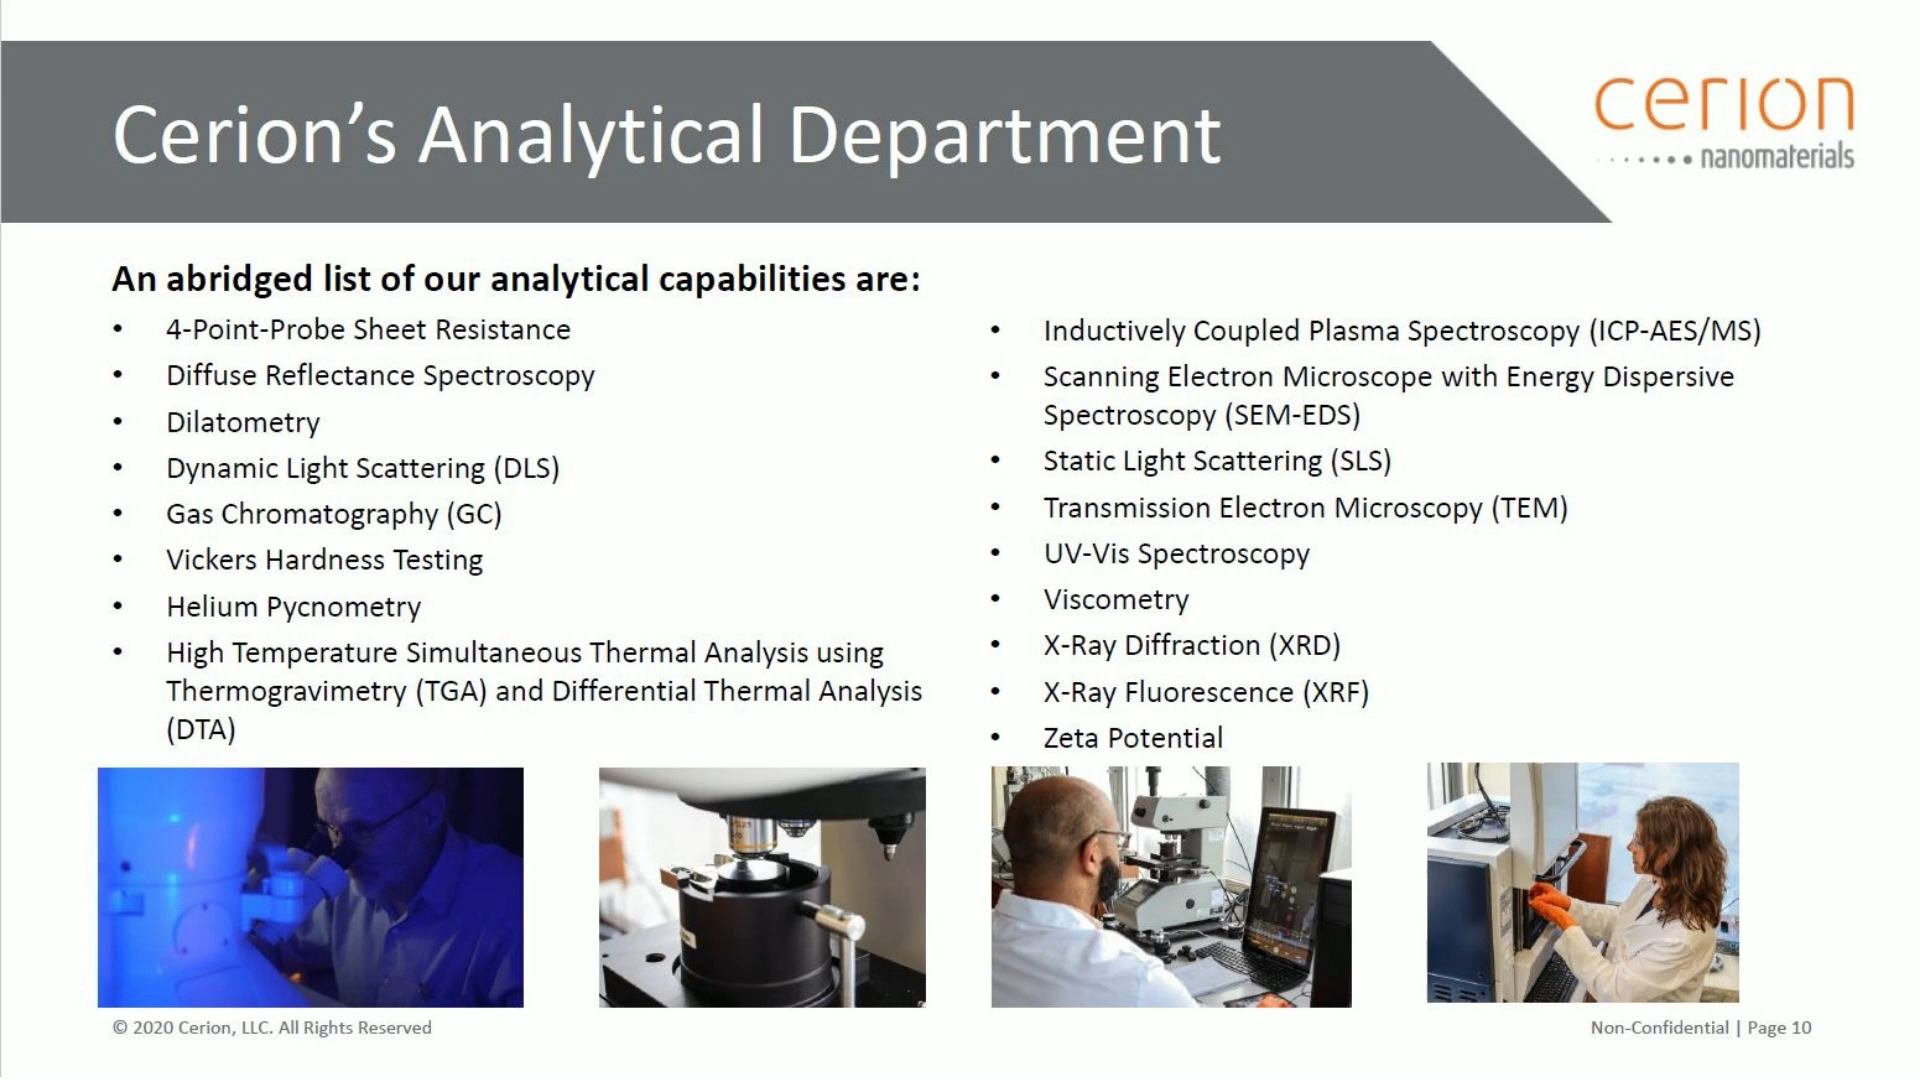 Cerion's Analytical Department
cerion
nanomaterials
An abridged list of our analytical capabilities are:
• 4-Point-Probe Sheet Resistance
• Diffuse Reflectance Spectroscopy
• Dilatometry
• Dynamic Light Scattering (DLS)
• Gas Chromatography (GC)
• Vickers Hardness Testing
• Helium Pycnometry
• High Temperature Simultaneous Thermal Analysis using
Thermogravimetry (TGA) and Differential Thermal Analysis
(DTA)
• Inductively Coupled Plasma Spectroscopy (ICP-AES/MS)
• Scanning Electron Microscope with Energy Dispersive
Spectroscopy (SEM-EDS)
• Static Light Scattering (SLS)
• Transmission Electron Microscopy (TEM)
• UV-Vis Spectroscopy
• Viscometry
• X-Ray Diffraction (XRD)
• X-Ray Fluorescence (XRF)
• Zeta Potential
© 2020 Cerion, LLC. All Rights Reserved
Non-Confidential | Page 10